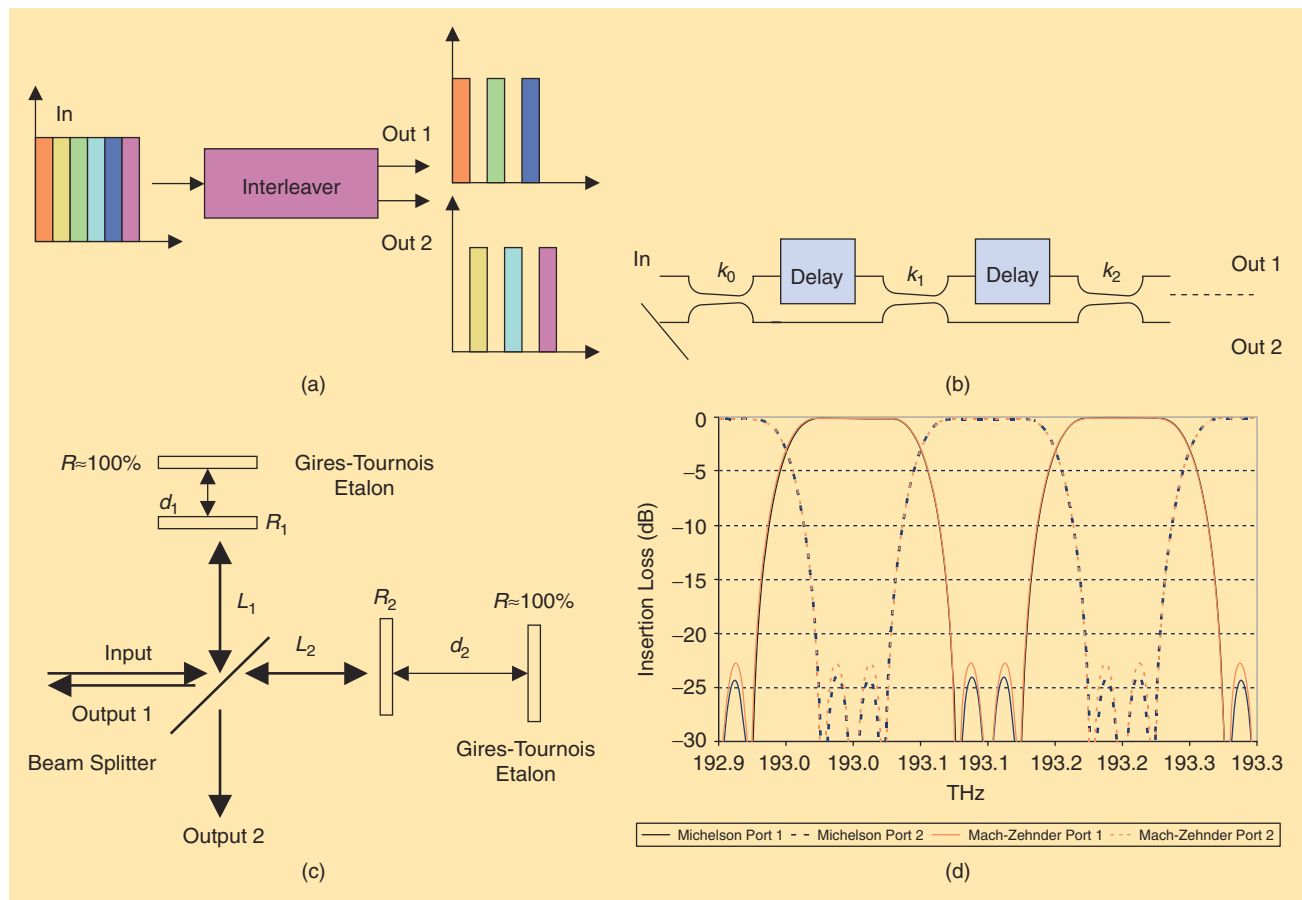 In
Interleaver
Out 1
Out 2
(a)
In
k0
Delay
k1
Delay
k2
Out 1
Out 2
(b)
R≈100%
Gires-Tournois
Etalon
d1
R1
L1
R2
R≈100%
Input
L2
d2
Output 1
Beam Splitter
Gires-Tournois
Etalon
Output 2
(c)
Insertion Loss (dB)
0
−5
−10
−15
−20
−25
−30
192.9 193.0 193.0 193.1 193.1 193.2 193.2 193.3 193.3
THz
Michelson Port 1 Michelson Port 2 Mach-Zehnder Port 1 Mach-Zehnder Port 2
(d)